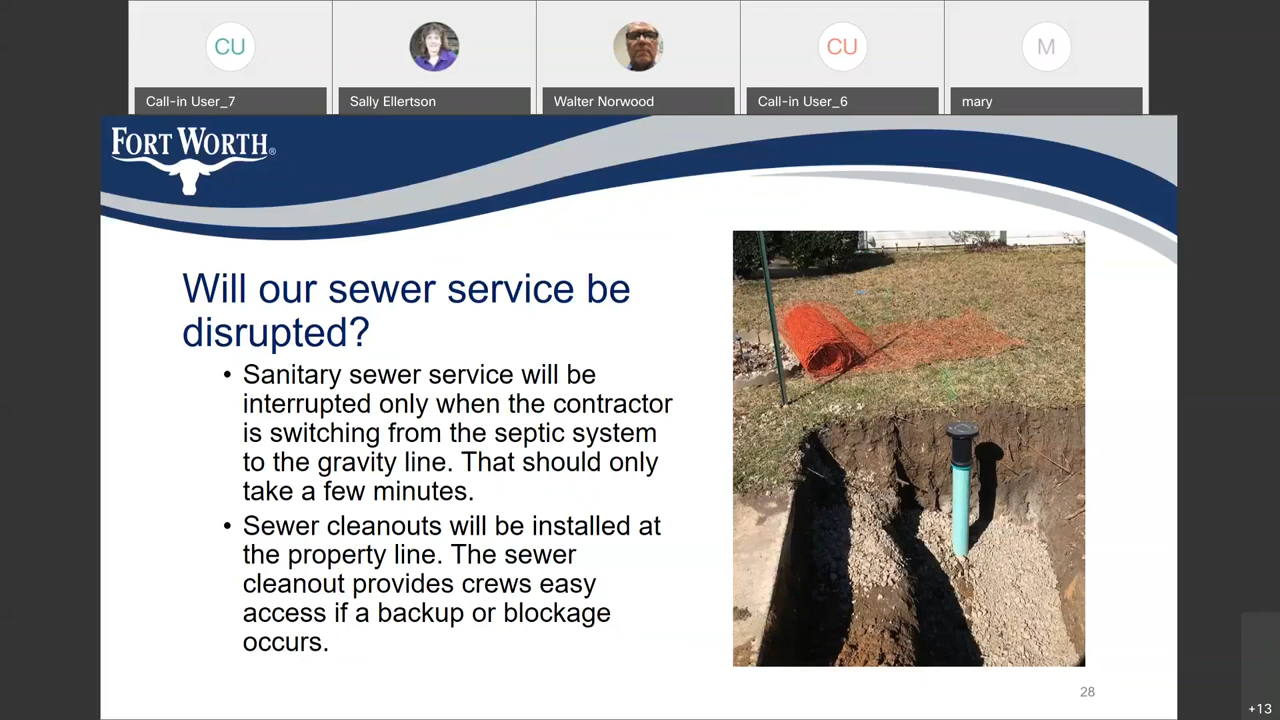 CU
CU
M
Call-in User_7
Sally Ellertson
Walter Norwood
Call-in User_6
mary
FORT WORTH®
Will our sewer service be
disrupted?
• Sanitary sewer service will be
interrupted only when the contractor
is switching from the septic system
to the gravity line. That should only
take a few minutes.
• Sewer cleanouts will be installed at
the property line. The sewer
cleanout provides crews easy
access if a backup or blockage
occurs.
28
+13